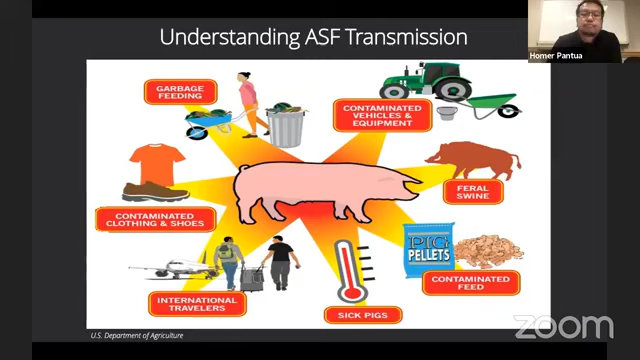 Understanding ASF Transmission
Homer Pantua
GARBAGE
FEEDING
CONTAMINATED
VEHICLES &
EQUIPMENT
FERAL
SWINE
CONTAMINATED
CLOTHING & SHOES
PIG
PELLETS
CONTAMINATED
FEED
INTERNATIONAL
TRAVELERS
SICK PIGS
U.S. Department of Agriculture
zoom